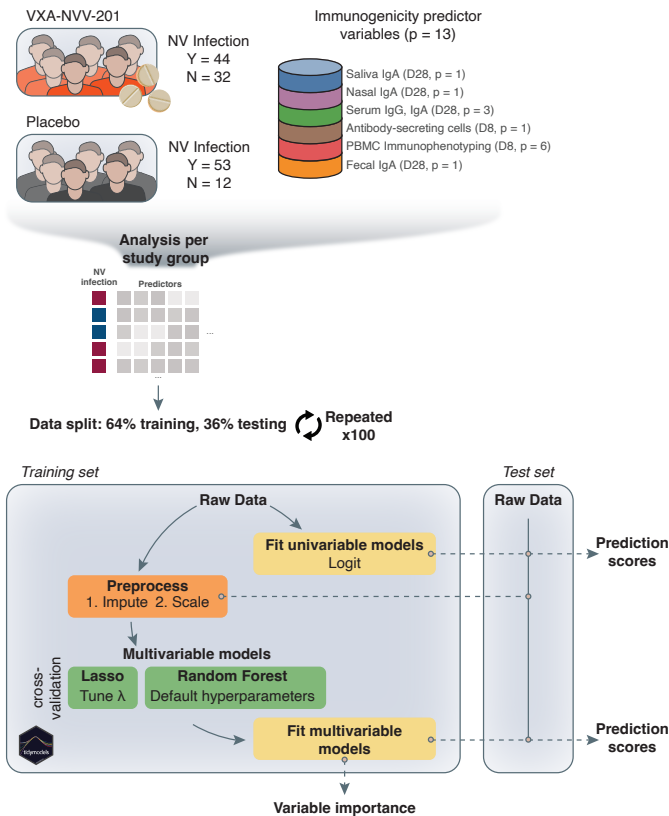 VXA-NVV-201
NV Infection
Y = 44
N = 32
Placebo
NV Infection
Y = 53
N = 12
Immunogenicity predictor
variables (p = 13)
Saliva IgA (D28, p = 1)
Nasal IgA (D28, p = 1)
Serum IgG, IgA (D28, p = 3)
Antibody-secreting cells (D8, p = 1)
PBMC Immunophenotyping (D8, p = 6)
Fecal IgA (D28, p = 1)
Analysis per
study group
NV
infection
Predictors
...
...
Data split: 64% training, 36% testing
Repeated
x100
Training set
Test set
Raw Data
Raw Data
Fit univariable models
Logit
Prediction
scores
Preprocess
1. Impute 2. Scale
Multivariable models
cross-
validation
Lasso
Tune λ
Random Forest
Default hyperparameters
tidymodels
Fit multivariable
models
Prediction
scores
Variable importance